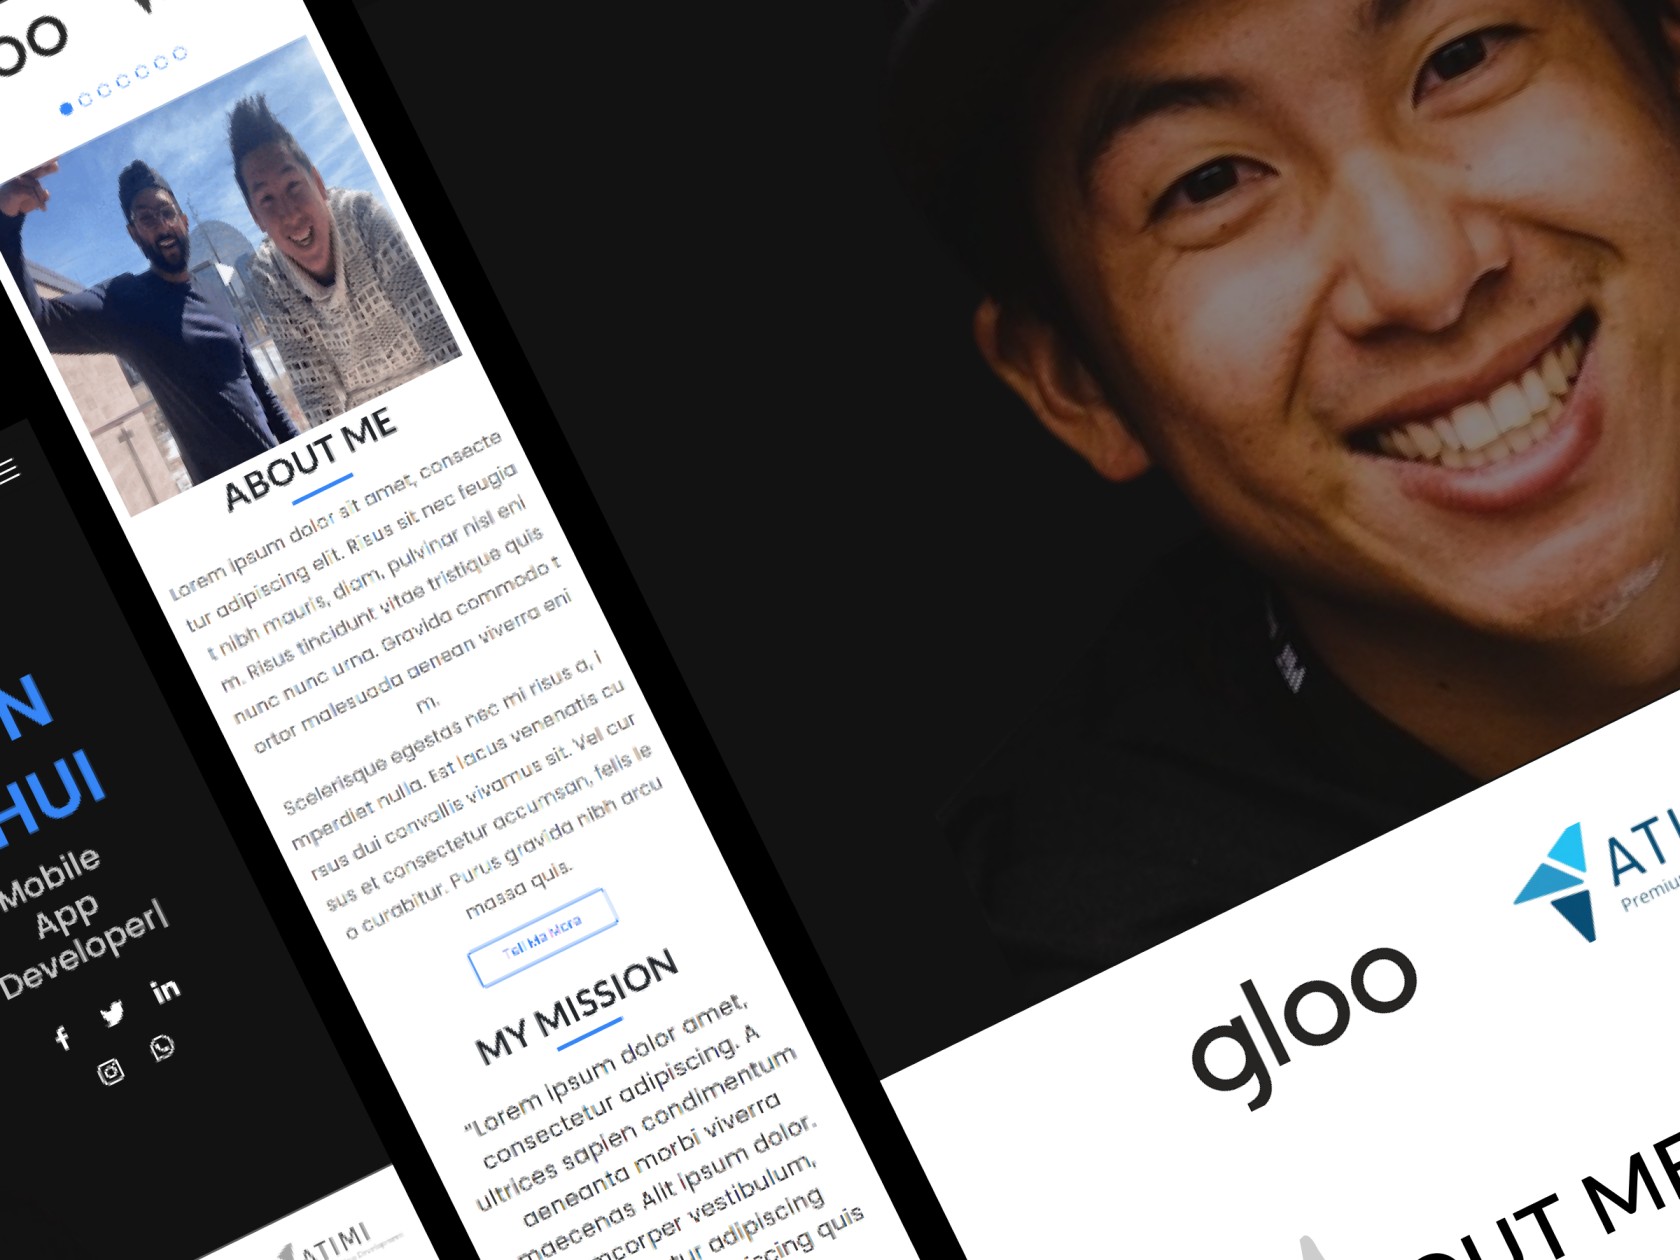 oo
N
HUI
Mobile
App
Developer|
ATIMI
ABOUT ME
Lorem ipsum dolor sit amet, consecte
tur adipiscing elit. Risus sit nec feugia
t nibh mauris, diam, pulvinar nisl eni
m. Risus tincidunt vitae tristique quis
nunc nunc urna. Gravida commodo t
ortor malesuada aenean viverra eni
m.
Scelerisque egestas nec mi risus a, i
mperdiet nulla. Est lacus venenatis cu
rsus dui convallis vivamus sit. Vel cur
sus et consectetur accumsan, felis le
o curabitur. Purus gravida nibh arcu
massa quis.
Tell Me More
MY MISSION
"Lorem ipsum dolor amet,
consectetur adipiscing. A
ultrices sapien condimentum
aeneanta morbi viverra
maecenas Alit ipsum dolor.
mcorper vestibulum,
tur adipiscing
iscing quis
gloo
ATI
Premiu
OUT ME